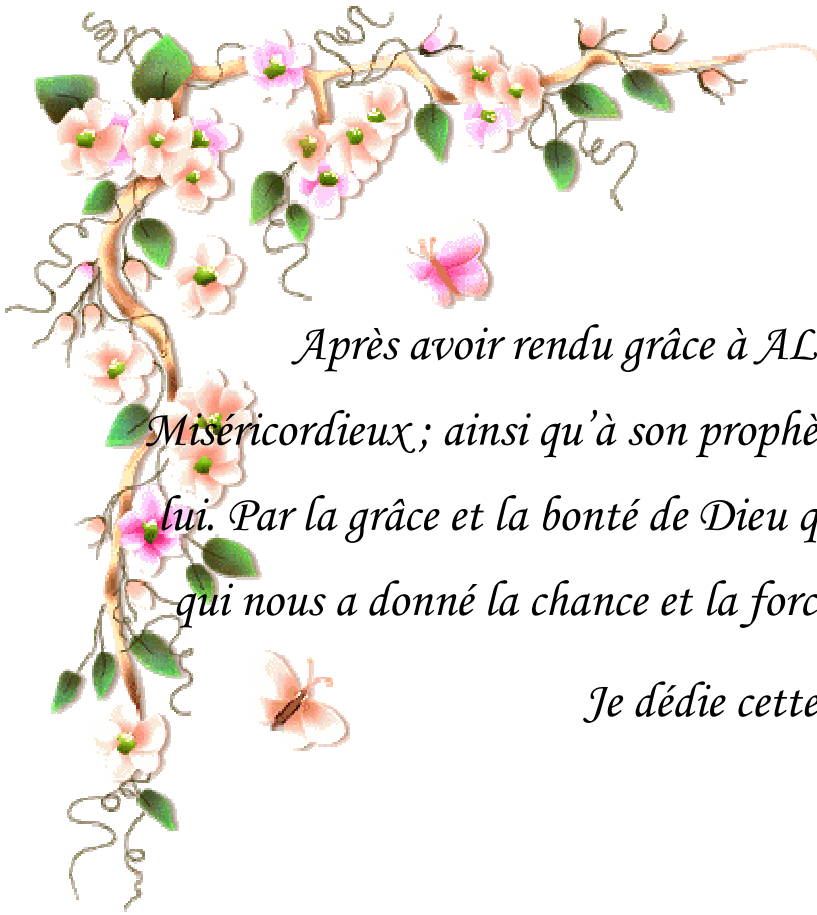 Après avoir rendu grâce à AL
Miséricordieux ; ainsi qu’à son prophè
lui. Par la grâce et la bonté de Dieu q
qui nous a donné la chance et la forc
Je dédie cette